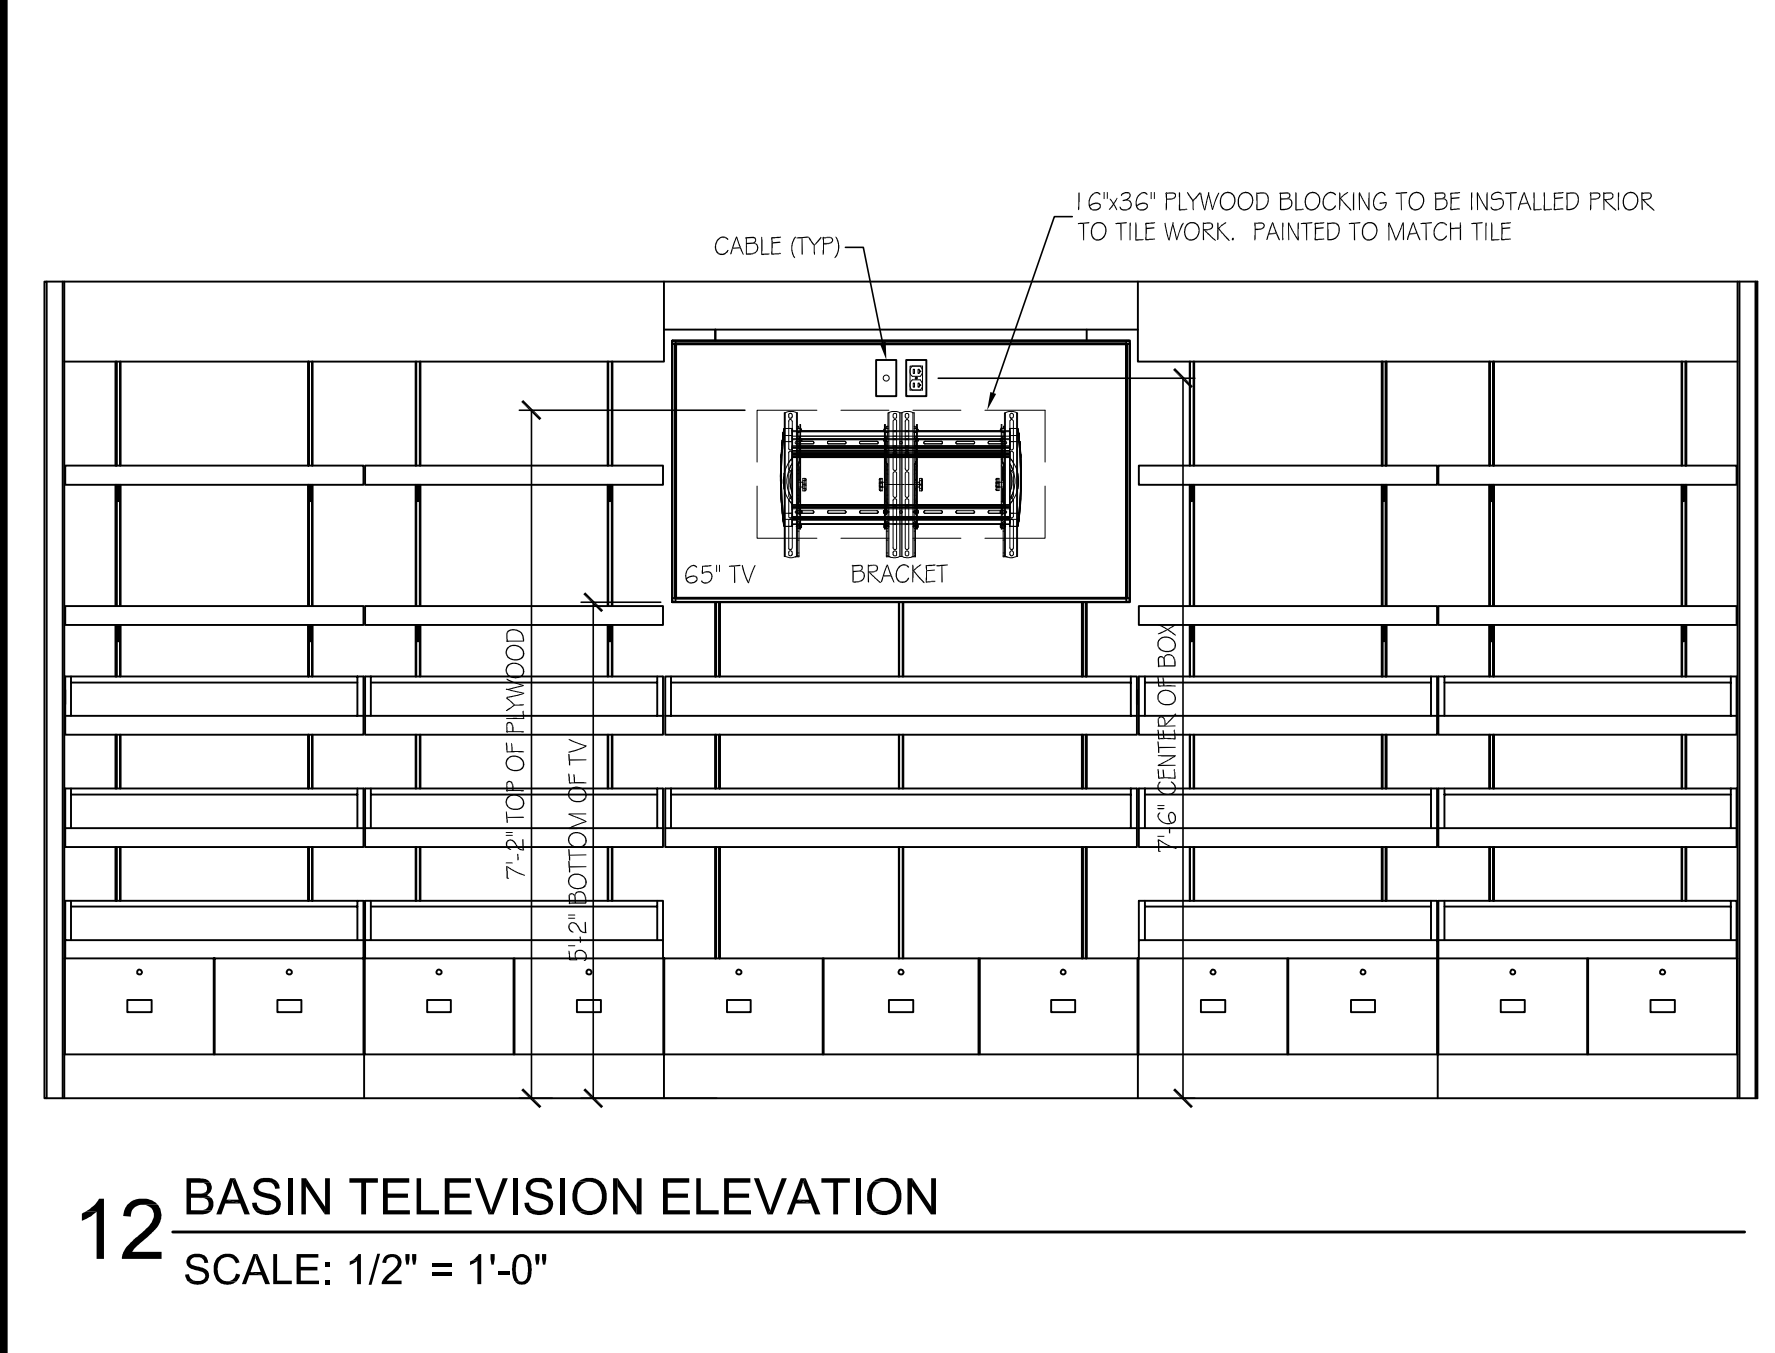 16"x36" PLYWOOD BLOCKING TO BE INSTALLED PRIOR
TO TILE WORK. PAINTED TO MATCH TILE
CABLE (TYP)
65" TV
BRACKET
7'-2" TOP OF PLYWOOD
5'-2" BOTTOM OF TV
7'-6" CENTER OF BOX
12
BASIN TELEVISION ELEVATION
SCALE: 1/2" = 1'-0"